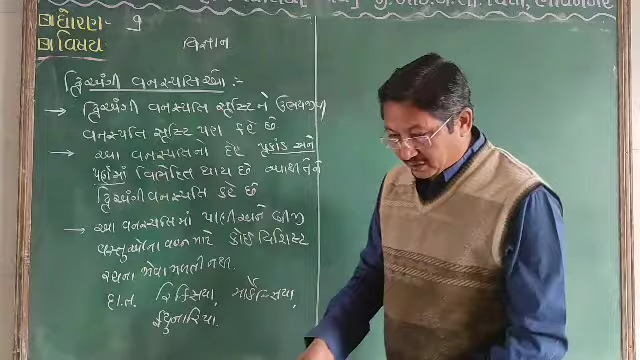 ધોરણ - 9
વિષય વિજ્ઞાન
દ્વિઅંગી વનસ્પતિઓ :-
→ દ્વિઅંગી વનસ્પતિ સૃષ્ટિને ઉભયજીવી
વનસ્પતિ સૃષ્ટિ પણ કહે છે
→ આ વનસ્પતિનો દેહ પ્રકાંડ અને
પર્ણમાં વિભેદિત થાય છે
દ્વિઅંગી વનસ્પતિ કહે છે
→ આ વનસ્પતિમાં પાણી અને બીજી
વસ્તુઓના વહન માટે કોઈ વિશિષ્ટ
રચના જોવા મળતી નથી.
દા.ત. રિક્સિયા, માર્કેન્સિયા,